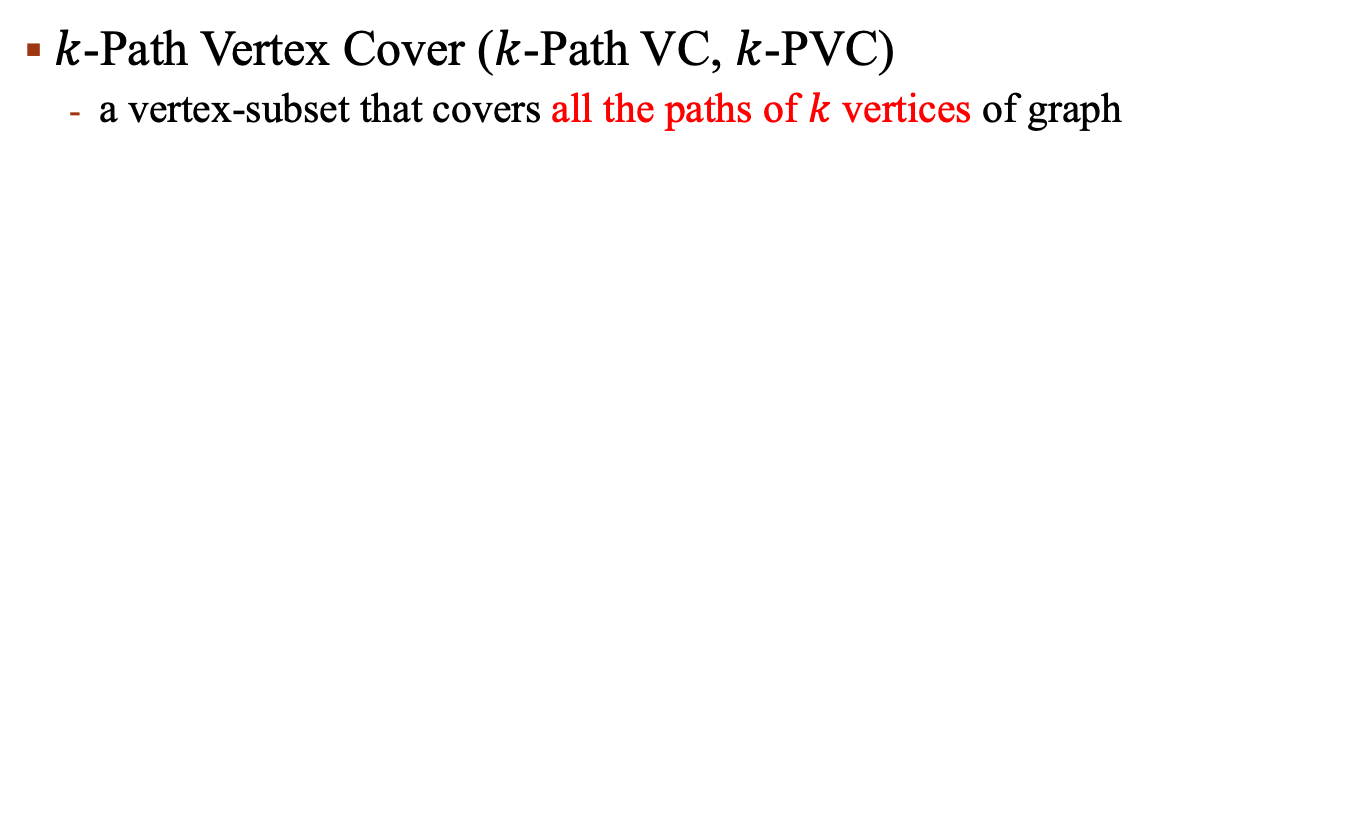 ▪ k-Path Vertex Cover (k-Path VC, k-PVC)
- a vertex-subset that covers all the paths of k vertices of graph